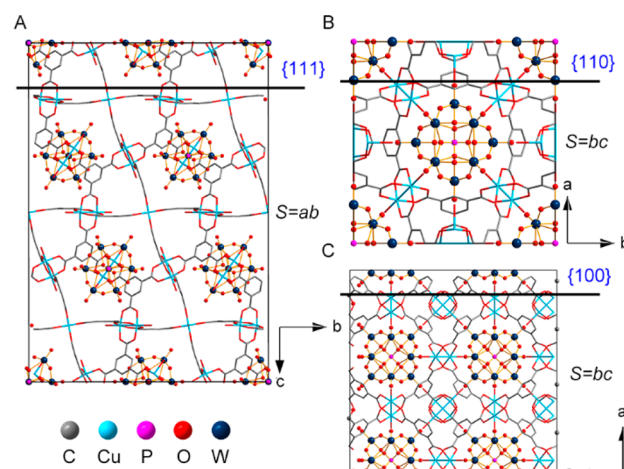 A
{111}
S=ab
b
c
B
{110}
S=bc
a
b
C
{100}
S=bc
a
C Cu P O W